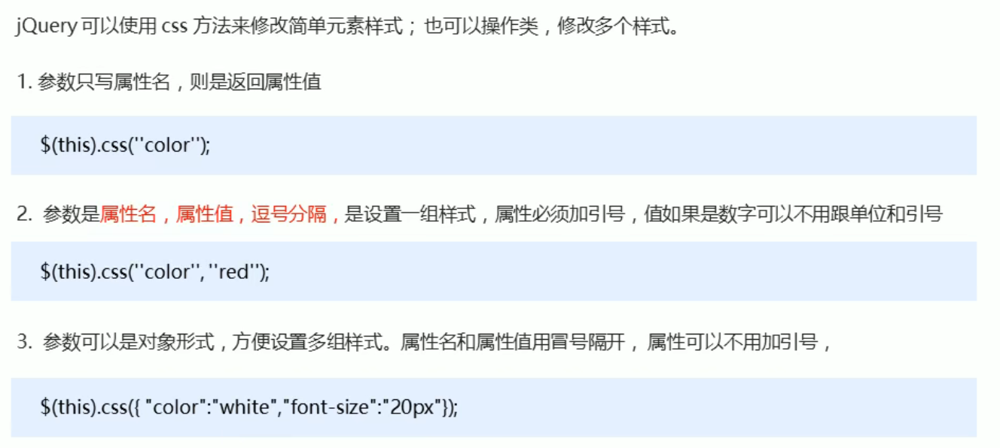 jQuery 可以使用 css 方法来修改简单元素样式； 也可以操作类，修改多个样式。
1. 参数只写属性名，则是返回属性值
$(this).css(''color'');
2. 参数是属性名，属性值，逗号分隔，是设置一组样式，属性必须加引号，值如果是数字可以不用跟单位和引号
$(this).css(''color'', ''red'');
3. 参数可以是对象形式，方便设置多组样式。属性名和属性值用冒号隔开， 属性可以不用加引号，
$(this).css({ "color":"white","font-size":"20px"});